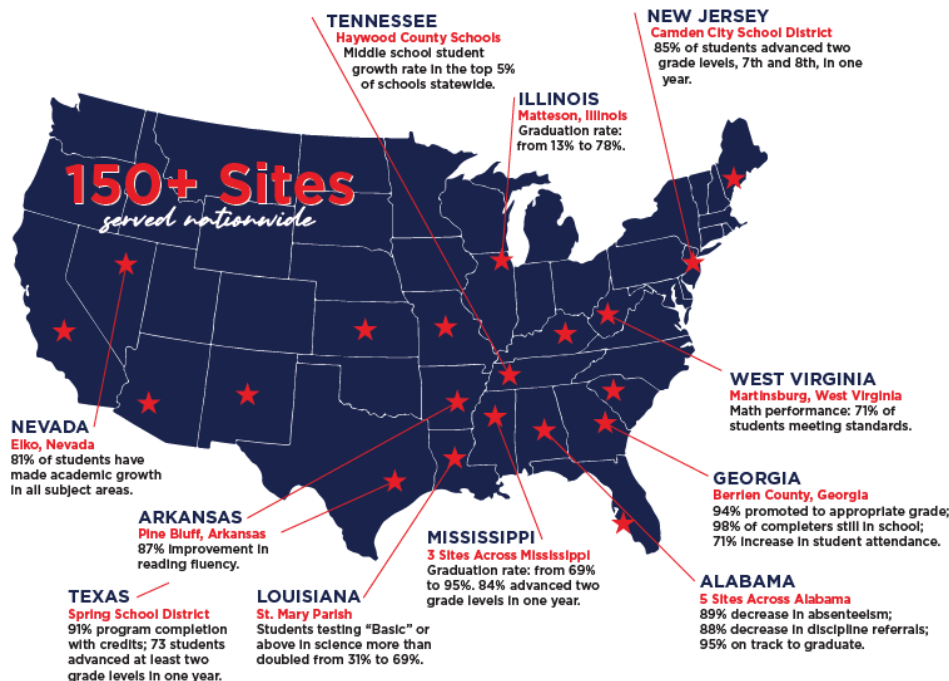 TENNESSEE
Haywood County Schools
Middle school student
growth rate in the top 5%
of schools statewide.
NEW JERSEY
Camden City School District
85% of students advanced two
grade levels, 7th and 8th, in one
year.
ILLINOIS
Matteson, Illinois
Graduation rate:
from 13% to 78%.
150+ Sites
served nationwide
WEST VIRGINIA
Martinsburg, West Virginia
Math performance: 71% of
students meeting standards.
NEVADA
Elko, Nevada
81% of students have
made academic growth
in all subject areas.
GEORGIA
Berrien County, Georgia
94% promoted to appropriate grade;
98% of completers still in school;
71% increase in student attendance.
ARKANSAS
Pine Bluff, Arkansas
87% improvement in
reading fluency.
MISSISSIPPI
3 Sites Across Mississippi
Graduation rate: from 69%
to 95%. 84% advanced two
grade levels in one year.
ALABAMA
5 Sites Across Alabama
89% decrease in absenteeism;
88% decrease in discipline referrals;
95% on track to graduate.
TEXAS
Spring School District
91% program completion
with credits; 73 students
advanced at least two
grade levels in one year.
LOUISIANA
St. Mary Parish
Students testing “Basic” or
above in science more than
doubled from 31% to 69%.